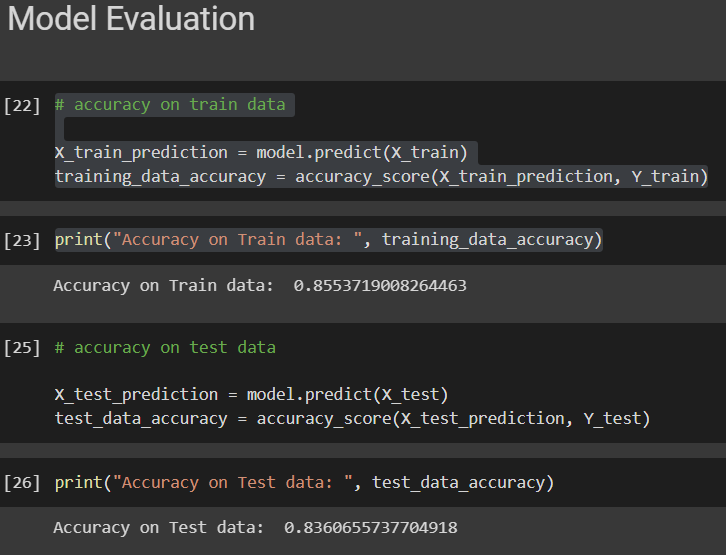 Model Evaluation
[22] # accuracy on train data
X_train_prediction = model.predict(X_train)
training_data_accuracy = accuracy_score(X_train_prediction, Y_train)
[23] print("Accuracy on Train data: ", training_data_accuracy)
Accuracy on Train data:  0.8553719008264463
[25] # accuracy on test data
X_test_prediction = model.predict(X_test)
test_data_accuracy = accuracy_score(X_test_prediction, Y_test)
[26] print("Accuracy on Test data: ", test_data_accuracy)
Accuracy on Test data:  0.8360655737704918